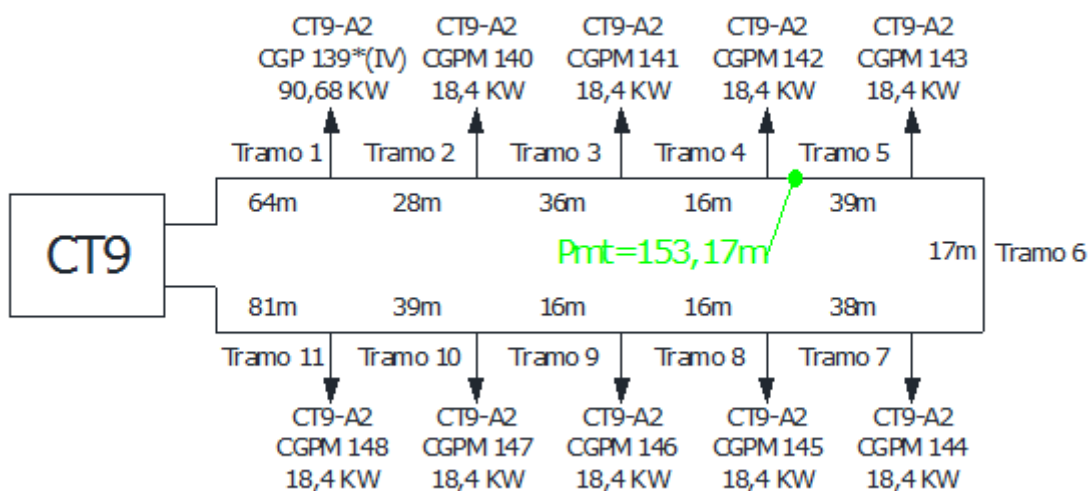 CT9-A2 CT9-A2 CT9-A2 CT9-A2 CT9-A2
CGP 139*(IV) CGPM 140 CGPM 141 CGPM 142 CGPM 143
90,68 KW 18,4 KW 18,4 KW 18,4 KW 18,4 KW
Tramo 1 Tramo 2 Tramo 3 Tramo 4 Tramo 5
64m 28m 36m 16m 39m
CT9 Pmt=153,17m 17m Tramo 6
81m 39m 16m 16m 38m
Tramo 11 Tramo 10 Tramo 9 Tramo 8 Tramo 7
CT9-A2 CT9-A2 CT9-A2 CT9-A2 CT9-A2
CGPM 148 CGPM 147 CGPM 146 CGPM 145 CGPM 144
18,4 KW 18,4 KW 18,4 KW 18,4 KW 18,4 KW